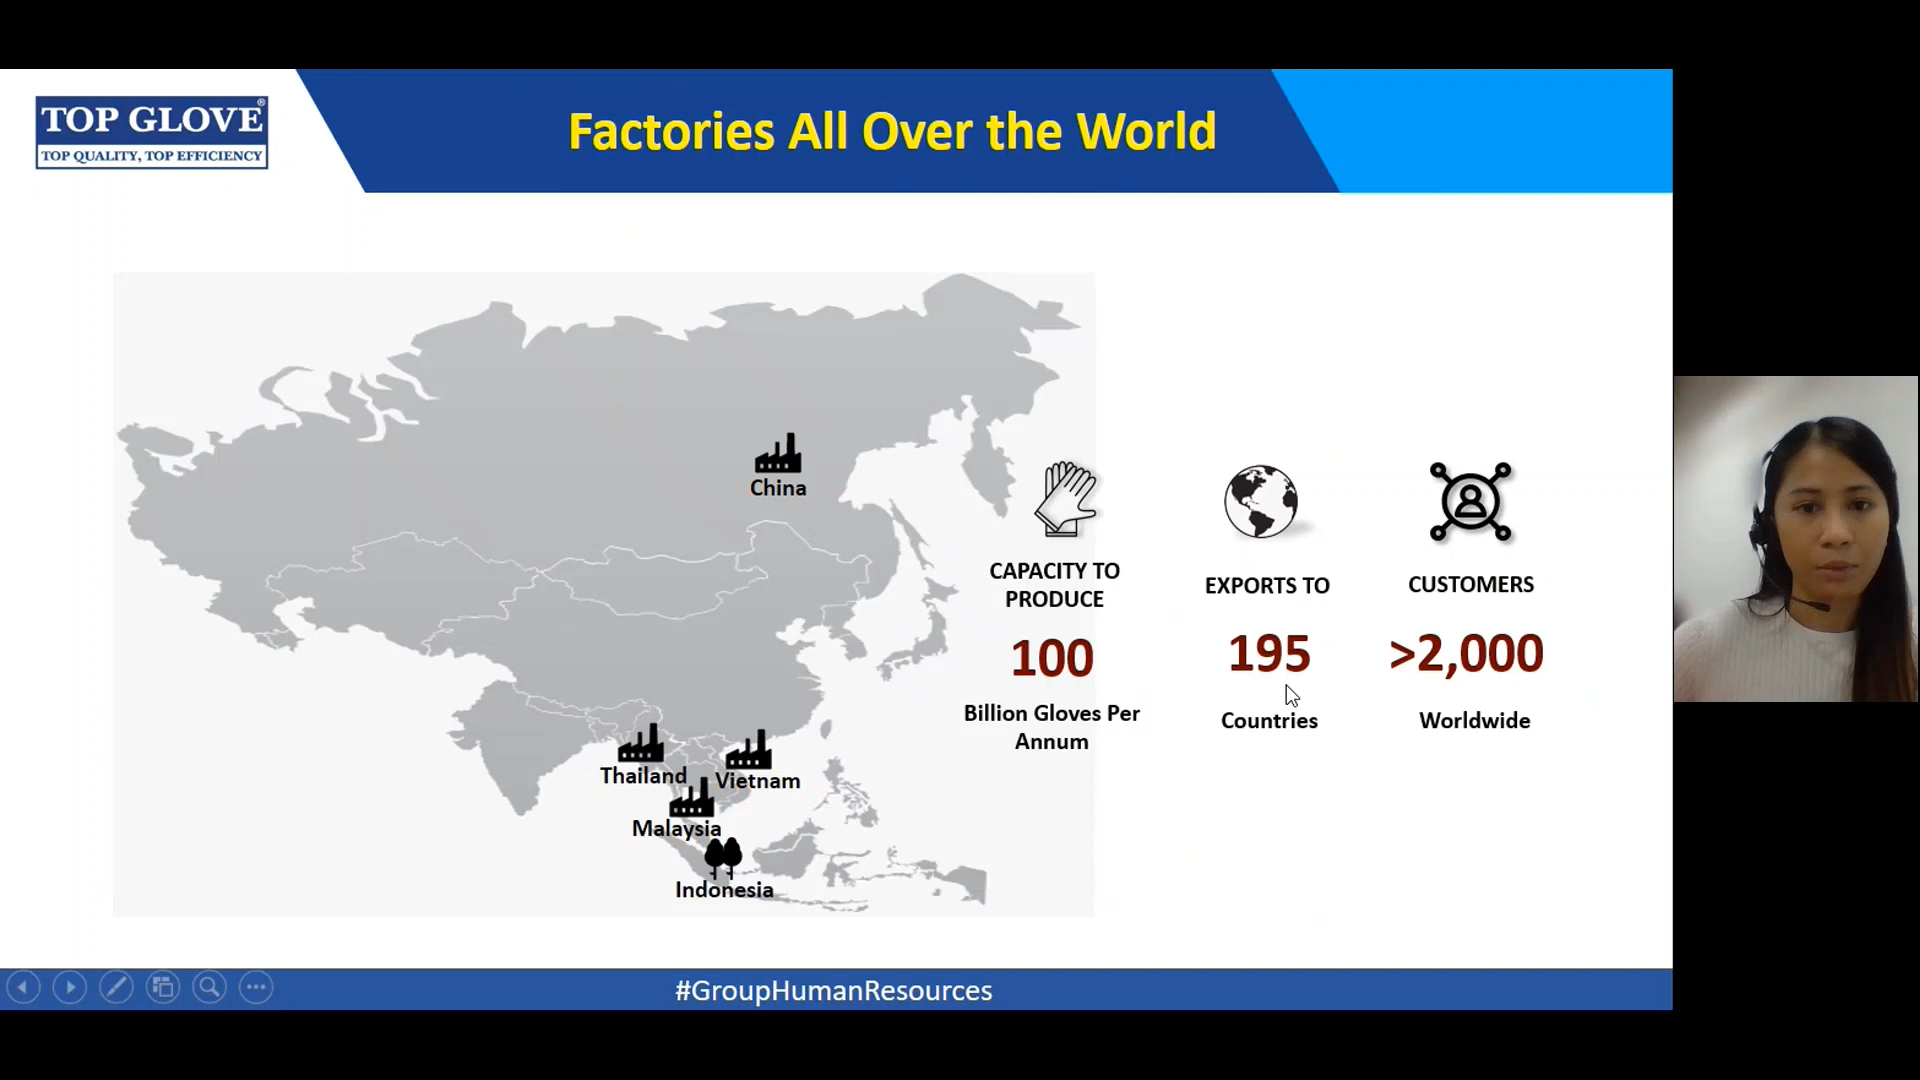 TOP GLOVE®
TOP QUALITY, TOP EFFICIENCY
Factories All Over the World
China
Thailand
Vietnam
Malaysia
Indonesia
CAPACITY TO
PRODUCE
100
Billion Gloves Per
Annum
EXPORTS TO
195
Countries
CUSTOMERS
>2,000
Worldwide
#GroupHumanResources